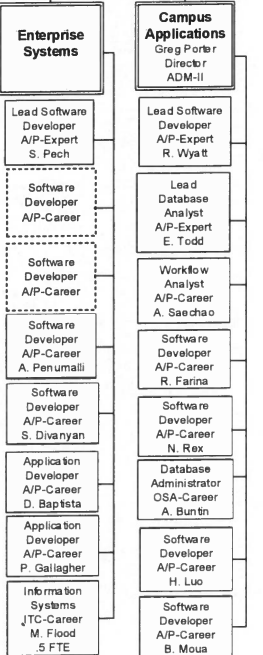 Enterprise
Systems
Lead Software
Developer
A/P-Expert
S. Pech
Software
Developer
A/P-Career
Software
Developer
A/P-Career
Software
Developer
A/P-Career
A. Penumalli
Software
Developer
A/P-Career
S. Divanyan
Application
Developer
A/P-Career
D. Baptista
Application
Developer
A/P-Career
P. Gallagher
Information
Systems
ITC-Career
M. Flood
.5 FTE
Campus
Applications
Greg Porter
Director
ADM-II
Lead Software
Developer
A/P-Expert
R. Wyatt
Lead
Database
Analyst
A/P-Expert
E. Todd
Workflow
Analyst
A/P-Career
A. Saechao
Software
Developer
A/P-Career
R. Farina
Software
Developer
A/P-Career
N. Rex
Database
Administrator
OSA-Career
A. Buntin
Software
Developer
A/P-Career
H. Luo
Software
Developer
A/P-Career
B. Moua